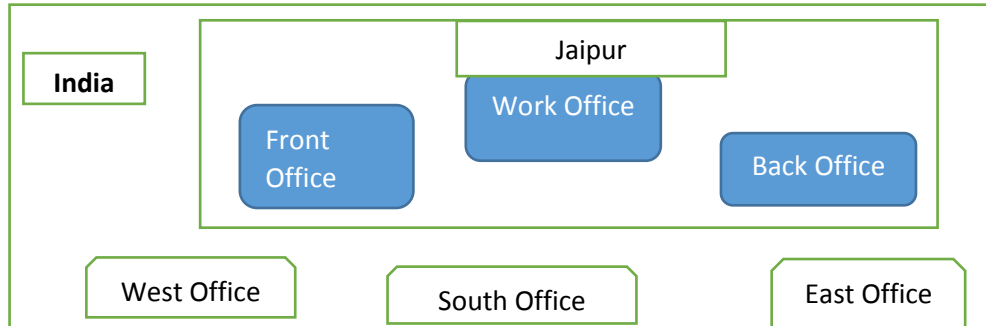 Jaipur
India
Work Office
Front
Office
Back Office
West Office
South Office
East Office